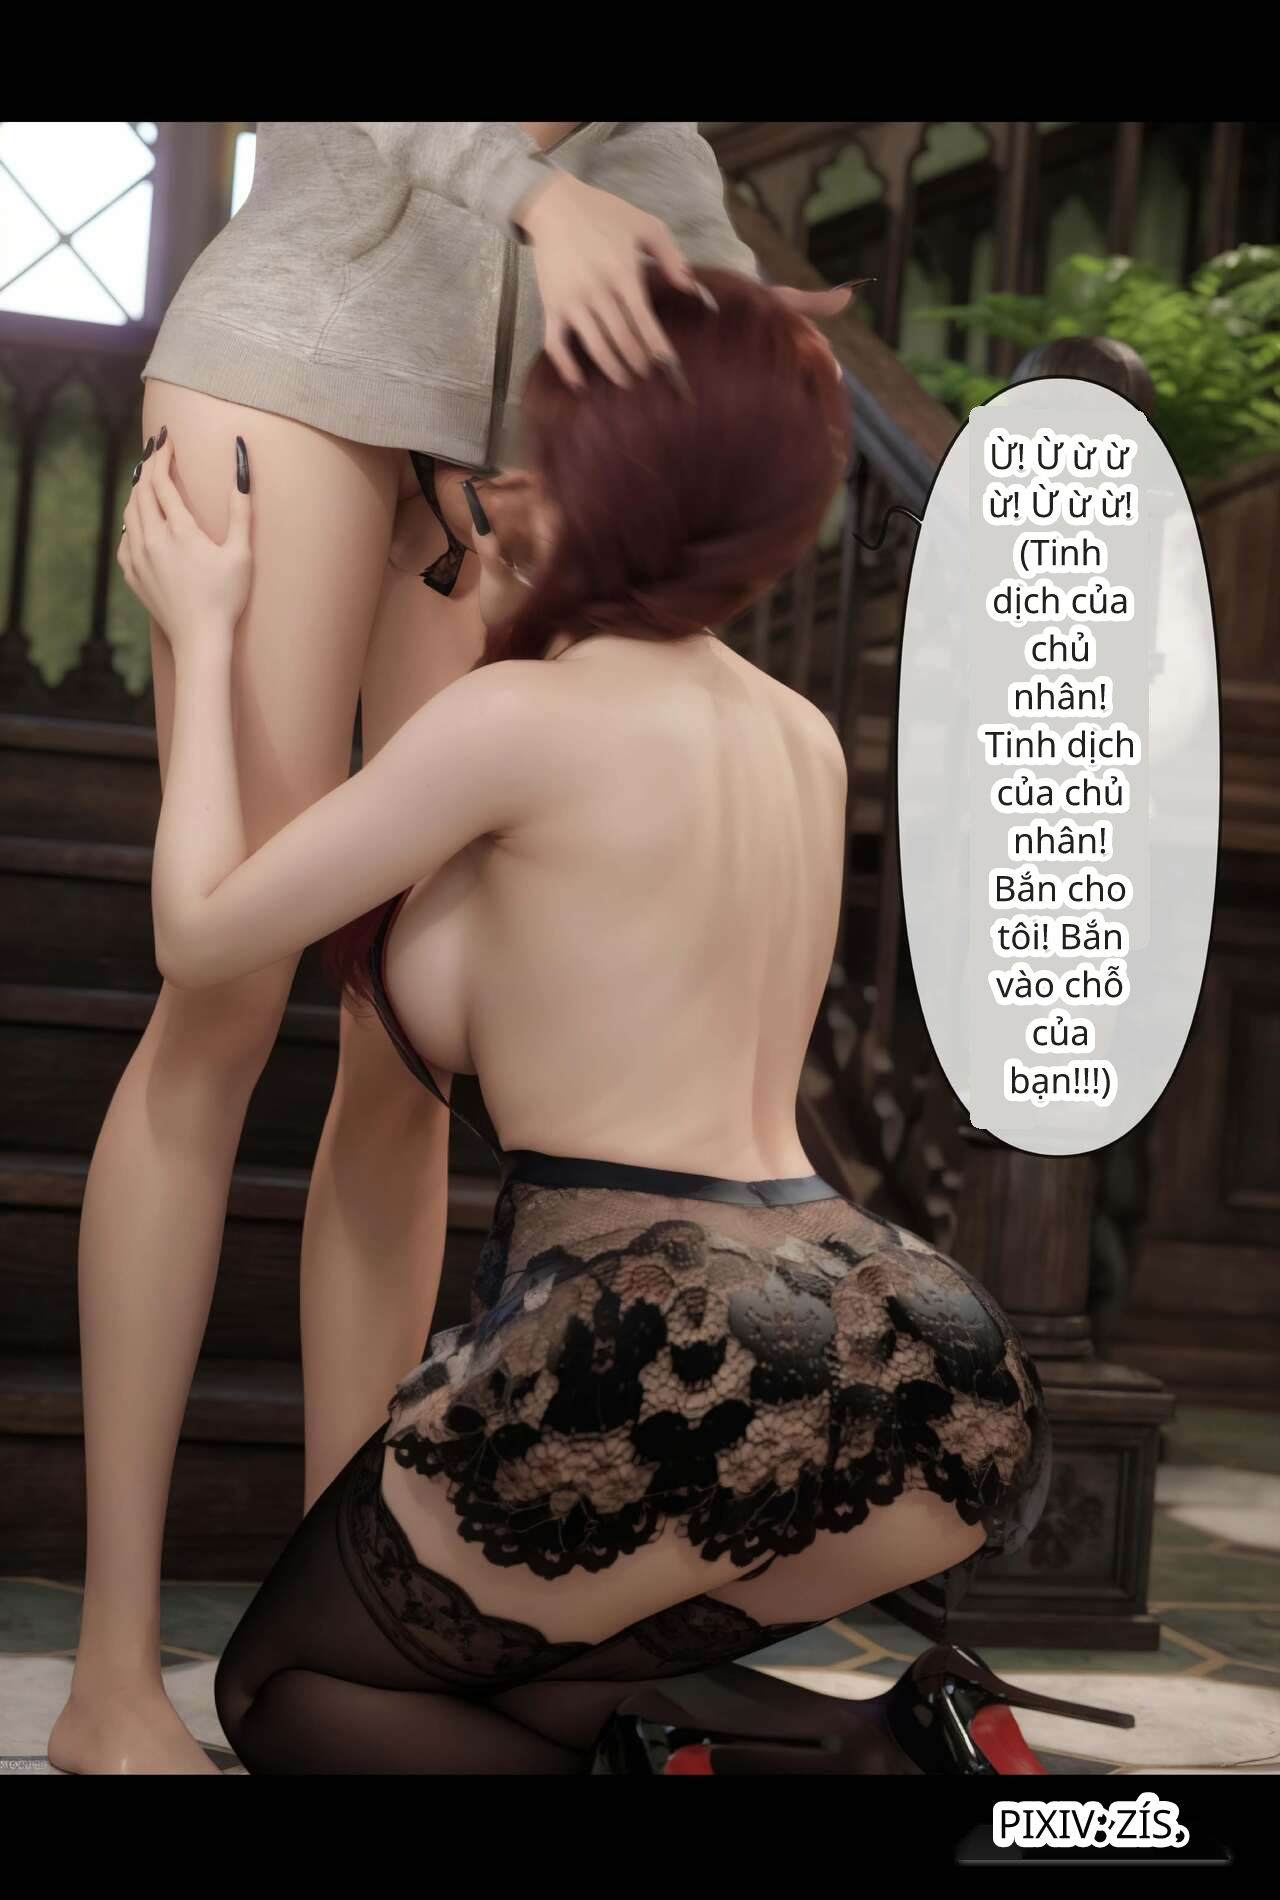 Ừ! Ừ ừ ừ
ừ! Ừ ừ ừ!
(Tinh
dịch của
chủ
nhân!
Tinh dịch
của chủ
nhân!
Bắn cho
tôi! Bắn
vào chỗ
của
bạn!!!)
PIXIV:ZÍS,